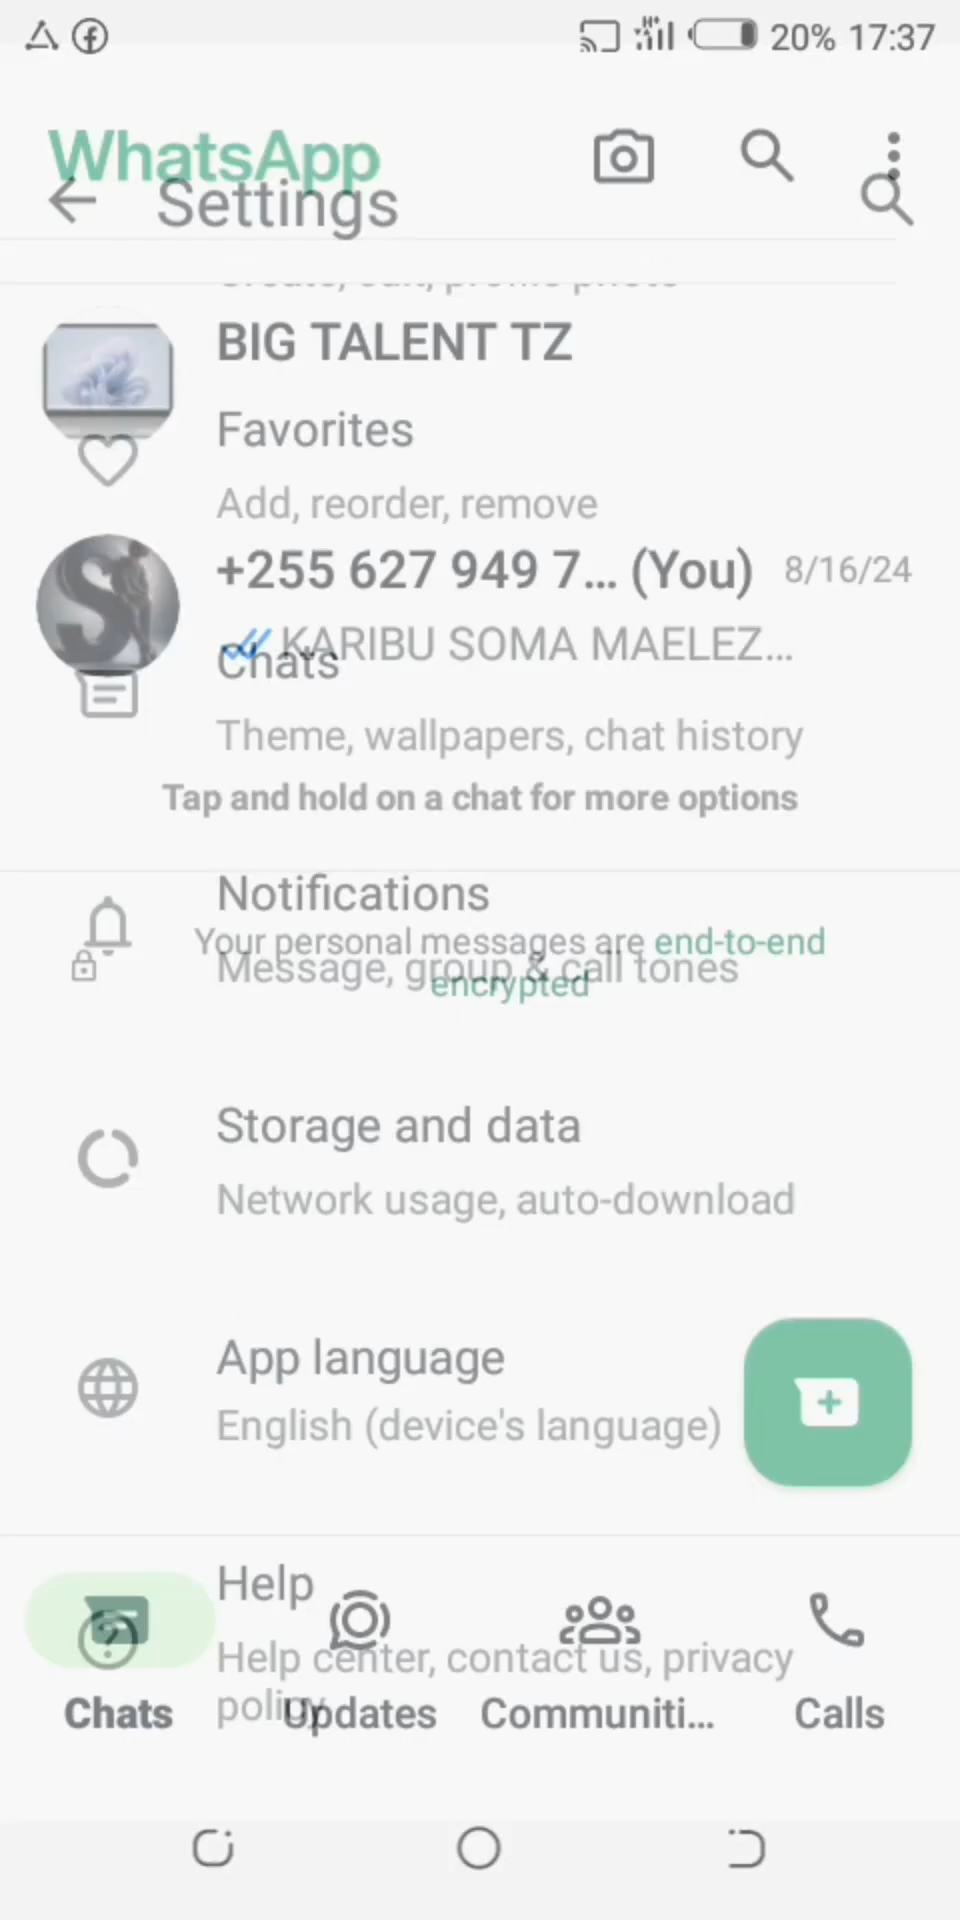 20% 17:37
WhatsApp
Settings
BIG TALENT TZ
Favorites
Add, reorder, remove
+255 627 949 7... (You) 8/16/24
KARIBU SOMA MAELEZ...
Chats
Theme, wallpapers, chat history
Tap and hold on a chat for more options
Notifications
Your personal messages are end-to-end
Message, group & call tones
encrypted
Storage and data
Network usage, auto-download
App language
English (device's language)
Help
Help center, contact us, privacy
policy
Chats Updates Communiti... Calls